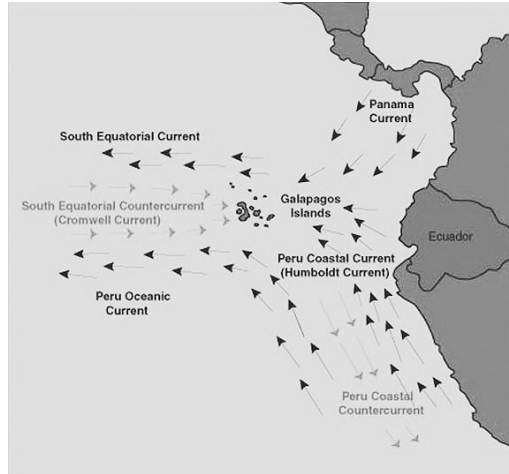 Panama
Current
South Equatorial Current
South Equatorial Countercurrent
(Cromwell Current)
Galapagos
Islands
Ecuador
Peru Coastal Current
(Humboldt Current)
Peru Oceanic
Current
Peru Coastal
Countercurrent